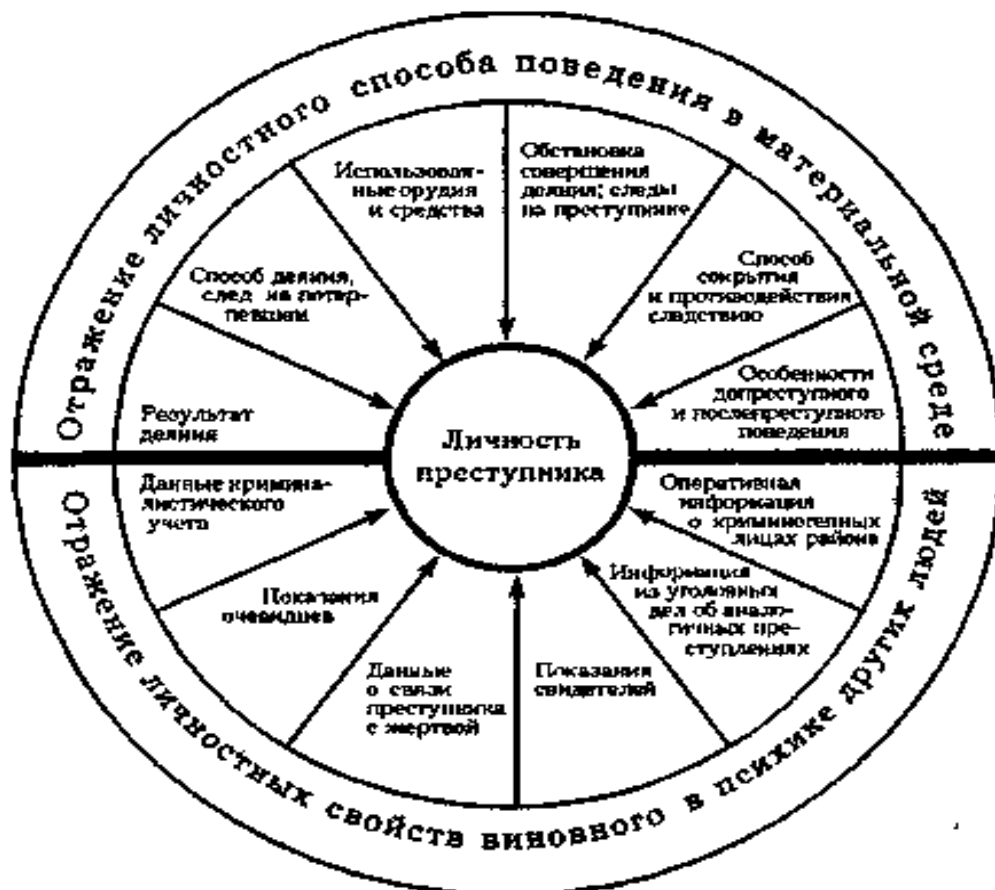 Отражение личностного способа поведения в материальной среде
Использован-
ные орудия
и средства
Обстановка
совершения
деяния; следы
на преступнике
Способ деяния,
след на потер-
певшем
Способ
сокрытия
и противодействия
следствию
Результат
деяния
Особенности
допреступного
и послепреступного
поведения
Личность
преступника
Данные кримина-
листического
учета
Оперативная
информация
о криминогенных
лицах района
Показания
очевидцев
Информация
из уголовных
дел об анало-
гичных пре-
ступлениях
Данные
о связи
преступника
с жертвой
Показания
свидетелей
Отражение личностных свойств виновного в психике других людей